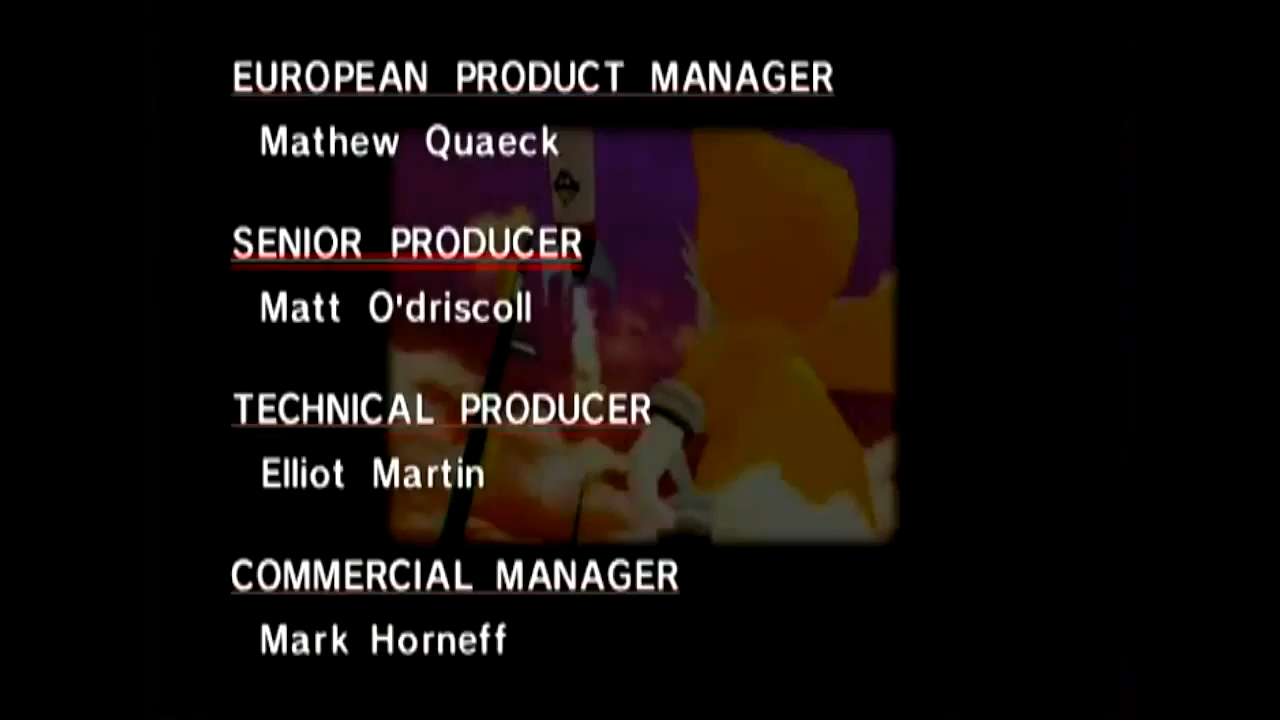 EUROPEAN PRODUCT MANAGER
Mathew Quaeck
SENIOR PRODUCER
Matt O'driscoll
TECHNICAL PRODUCER
Elliot Martin
COMMERCIAL MANAGER
Mark Horneff